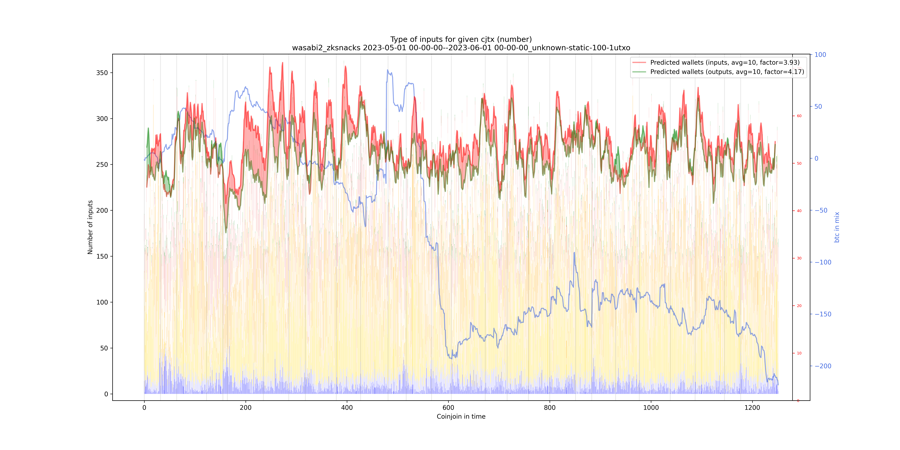 Type of inputs for given cjtx (number)
wasabi2_zksnacks 2023-05-01 00-00-00--2023-06-01 00-00-00_unknown-static-100-1utxo
Predicted wallets (inputs, avg=10, factor=3.93)
Predicted wallets (outputs, avg=10, factor=4.17)
Number of inputs
350
300
250
200
150
100
50
0
0 200 400 600 800 1000 1200
Coinjoin in time
60
50
40
30
20
10
0
100
50
0
−50
−100
−150
−200
btc in mix